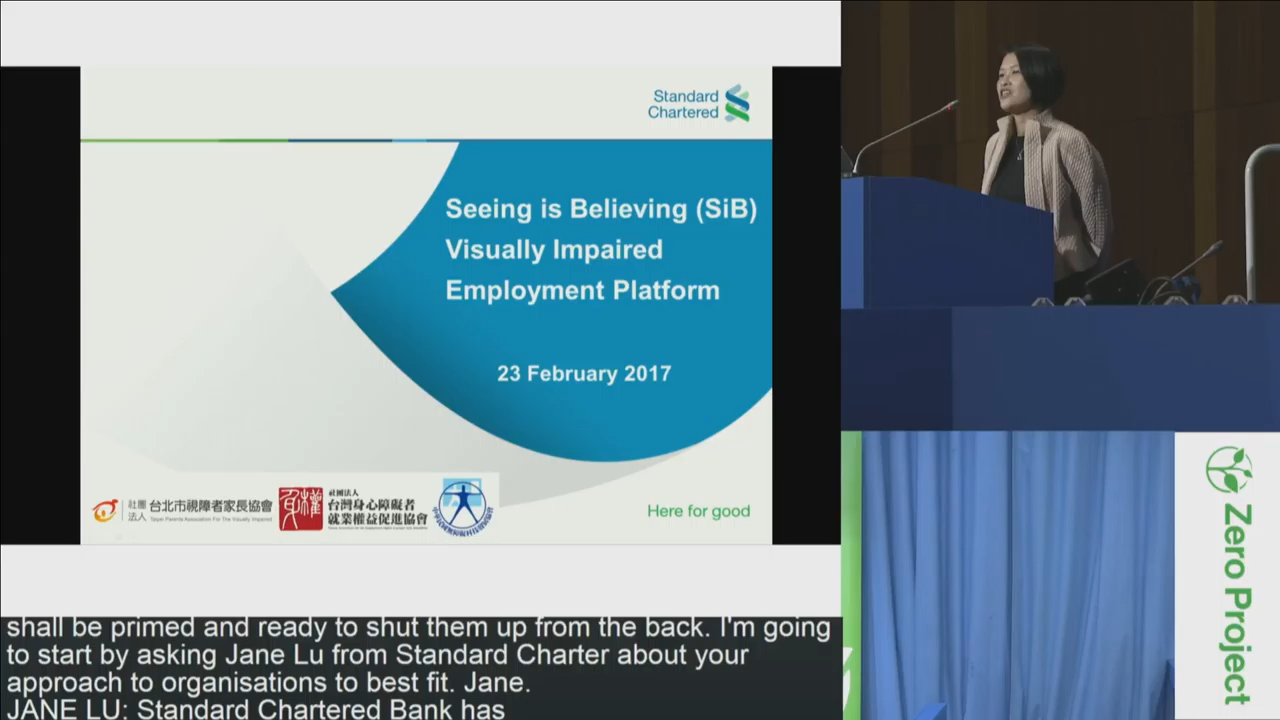 Standard
Chartered
Seeing is Believing (SiB)
Visually Impaired
Employment Platform
23 February 2017
社團
法人
台北市視障者家長協會
Taipei Parents Association For The Visually Impaired
社團法人
台灣身心障礙者
就業權益促進協會
Here for good
Zero Project
shall be primed and ready to shut them up from the back. I'm going
to start by asking Jane Lu from Standard Charter about your
approach to organisations to best fit. Jane.
JANE LU: Standard Chartered Bank has